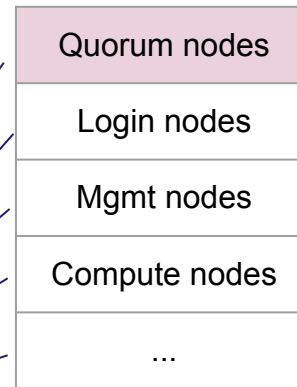 Quorum nodes
Login nodes
Mgmt nodes
Compute nodes
...